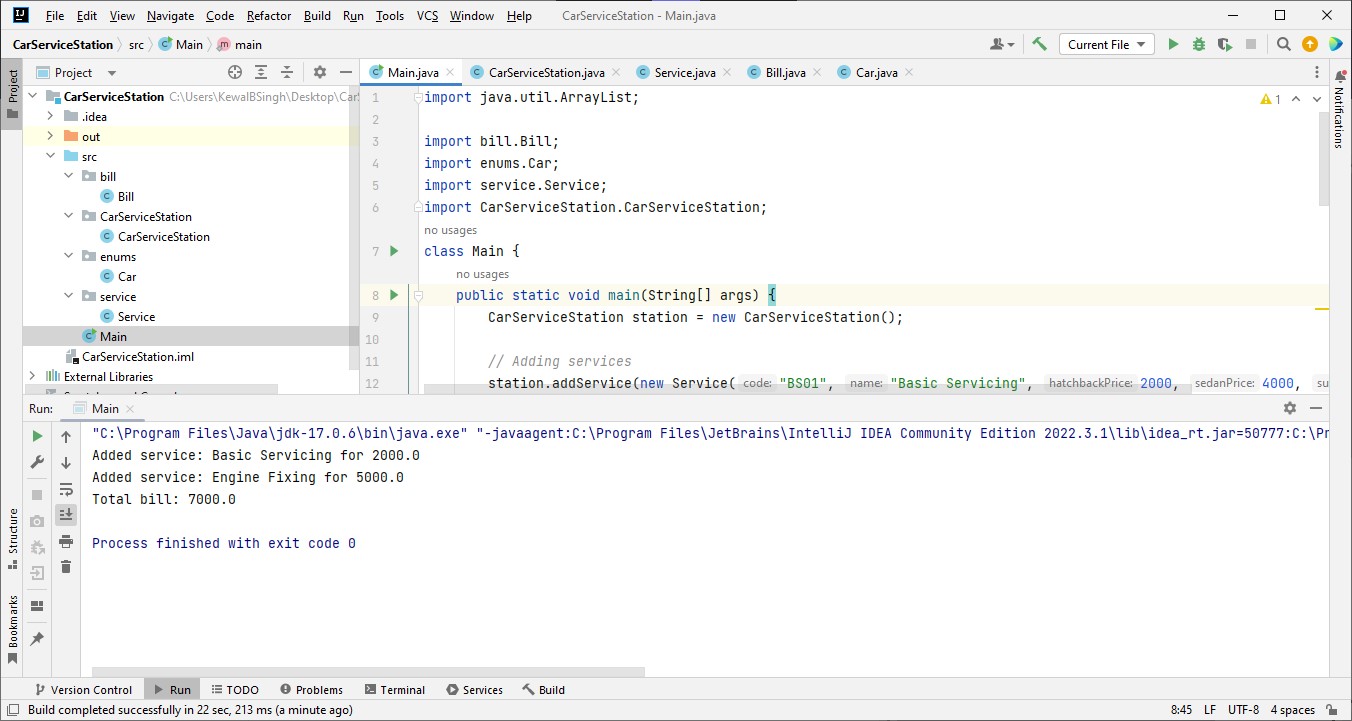 File Edit View Navigate Code Refactor Build Run Tools VCS Window Help CarServiceStation - Main.java
CarServiceStation src Main main Current File
Project
Project
Main.java CarServiceStation.java Service.java Bill.java Car.java
Notifications
CarServiceStation C:\Users\KewalBSingh\Desktop\Car
.idea
out
src
bill
Bill
CarServiceStation
CarServiceStation
enums
Car
service
Service
Main
CarServiceStation.iml
External Libraries
1 import java.util.ArrayList;
1
2
3 import bill.Bill;
4 import enums.Car;
5 import service.Service;
6 import CarServiceStation.CarServiceStation;
no usages
7 class Main {
no usages
8 public static void main(String[] args) {
9 CarServiceStation station = new CarServiceStation();
10
11 // Adding services
12 station.addService(new Service( code: "BS01", name: "Basic Servicing", hatchbackPrice: 2000, sedanPrice: 4000, su
Run: Main
"C:\Program Files\Java\jdk-17.0.6\bin\java.exe" "-javaagent:C:\Program Files\JetBrains\IntelliJ IDEA Community Edition 2022.3.1\lib\idea_rt.jar=50777:C:\Pr
Added service: Basic Servicing for 2000.0
Added service: Engine Fixing for 5000.0
Total bill: 7000.0
Process finished with exit code 0
Structure
Bookmarks
Version Control Run TODO Problems Terminal Services Build
Build completed successfully in 22 sec, 213 ms (a minute ago) 8:45 LF UTF-8 4 spaces